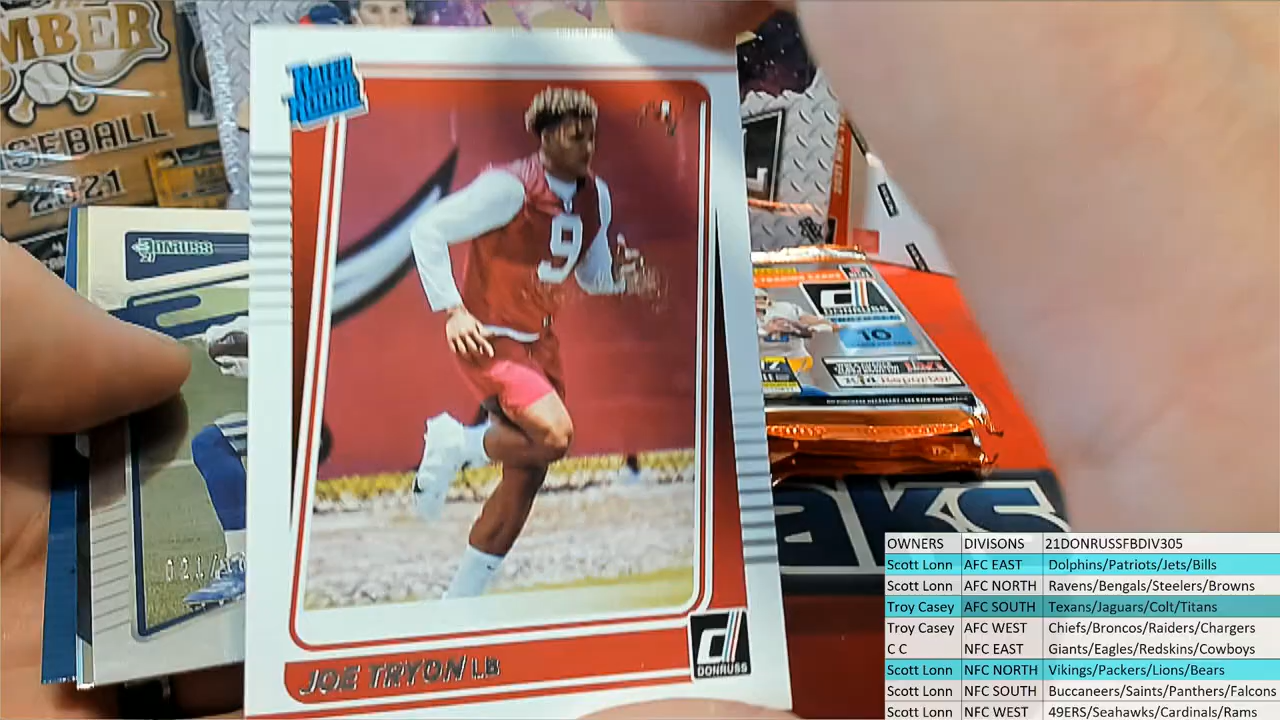 MBER
BASEBALL
2021
DONRUSS
RATED
ROOKIE
9
JOE TRYON LB
DONRUSS
DONRUSS
FOOTBALL
10
aks
OWNERS DIVISONS 21DONRUSSFBDIV305
Scott Lonn AFC EAST Dolphins/Patriots/Jets/Bills
Scott Lonn AFC NORTH Ravens/Bengals/Steelers/Browns
Troy Casey AFC SOUTH Texans/Jaguars/Colt/Titans
Troy Casey AFC WEST Chiefs/Broncos/Raiders/Chargers
C C NFC EAST Giants/Eagles/Redskins/Cowboys
Scott Lonn NFC NORTH Vikings/Packers/Lions/Bears
Scott Lonn NFC SOUTH Buccaneers/Saints/Panthers/Falcons
Scott Lonn NFC WEST 49ERS/Seahawks/Cardinals/Rams